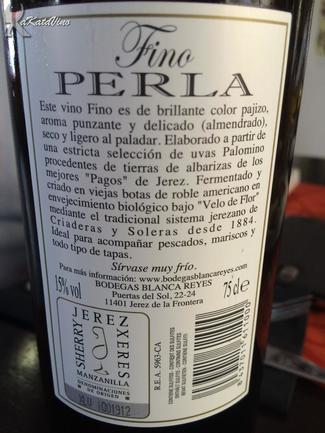 aKataVino
Fino
PERLA
Este vino Fino es de brillante color pajizo,
aroma punzante y delicado (almendrado),
seco y ligero al paladar. Elaborado a partir de
una estricta selección de uvas Palomino
procedentes de tierras de albarizas de los
mejores "Pagos" de Jerez. Fermentado y
criado en viejas botas de roble americano en
envejecimiento biológico bajo "Velo de Flor"
mediante el tradicional sistema jerezano de
Criaderas y Soleras desde 1884.
Ideal para acompañar pescados, mariscos y
todo tipo de tapas.
Sírvase muy frío.
Para más información: www.bodegasblancareyes.com
BODEGAS BLANCA REYES
Puertas del Sol, 22-24
11401 Jerez de la Frontera
15% vol
75 cl e
JEREZ
XERES
SHERRY
MANZANILLA
DENOMINACIONES
DE ORIGEN
R.E.A. 5963-CA